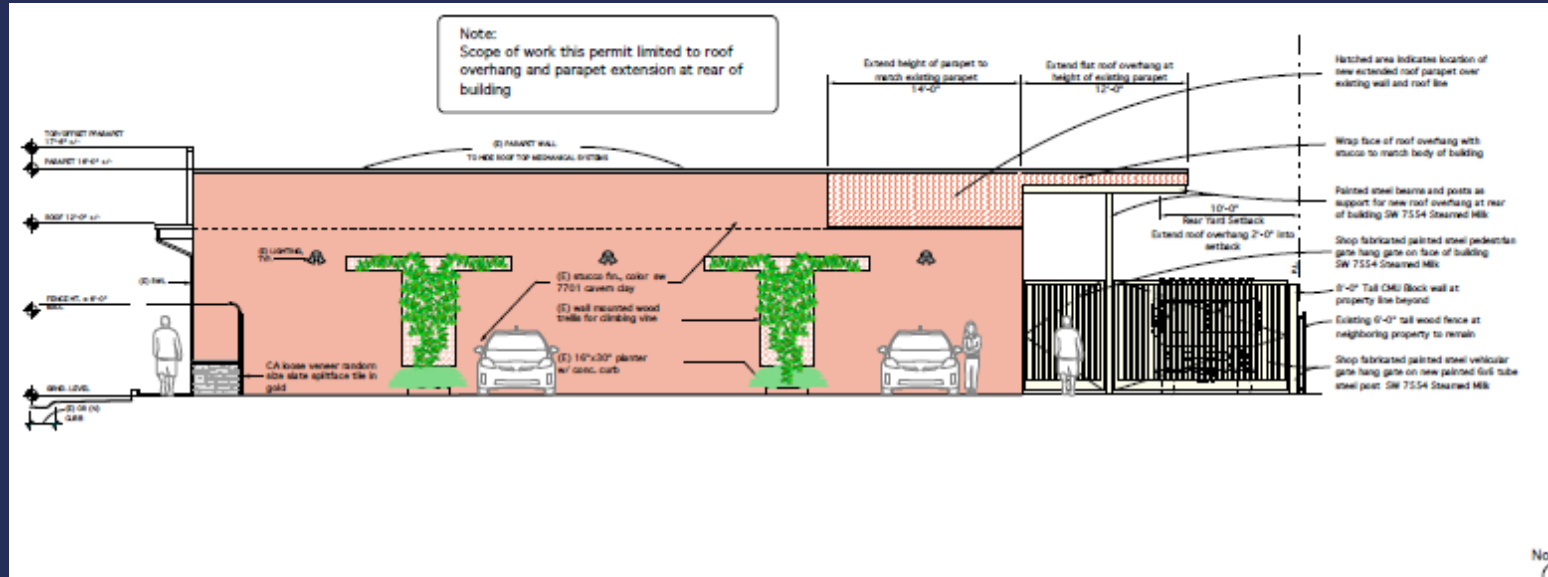 Note:
Scope of work this permit limited to roof
overhang and parapet extension at rear of
building
Extend height of parapet to
match existing parapet
14'-0"
Extend flat roof overhang at
height of existing parapet
12'-0"
Hatched area indicates location of
new extended roof parapet over
existing wall and roof line
TOP/OFFSET PARAPET
(E) PARAPET WALL
TO HIDE ROOF TOP MECHANICAL SYSTEMS
Wrap face of roof overhang with
stucco to match body of building
Painted steel beams and posts as
support for new roof overhang at rear
of building SW 7554 Steamed Milk
ROOF 12'-0" +/-
10'-0"
Rear Yard Setback
Extend roof overhang 2'-0" into
setback
Shop fabricated painted steel pedestrian
gate hang gate on face of building
SW 7554 Steamed Milk
(E) LIGHTING,
TYP.
(E) stucco fin., color sw
7701 cavern clay
(E) wall mounted wood
trellis for climbing vine
(E) 16"x30" planter
w/ conc. curb
8'-0" Tall CMU Block wall at
property line beyond
Existing 6'-0" tall wood fence at
neighboring property to remain
Shop fabricated painted steel vehicular
gate hang gate on new painted 6x6 tube
steel post SW 7554 Steamed Milk
CA loose veneer random
size slate splitface tile in
gold
GRND. LEVEL
No